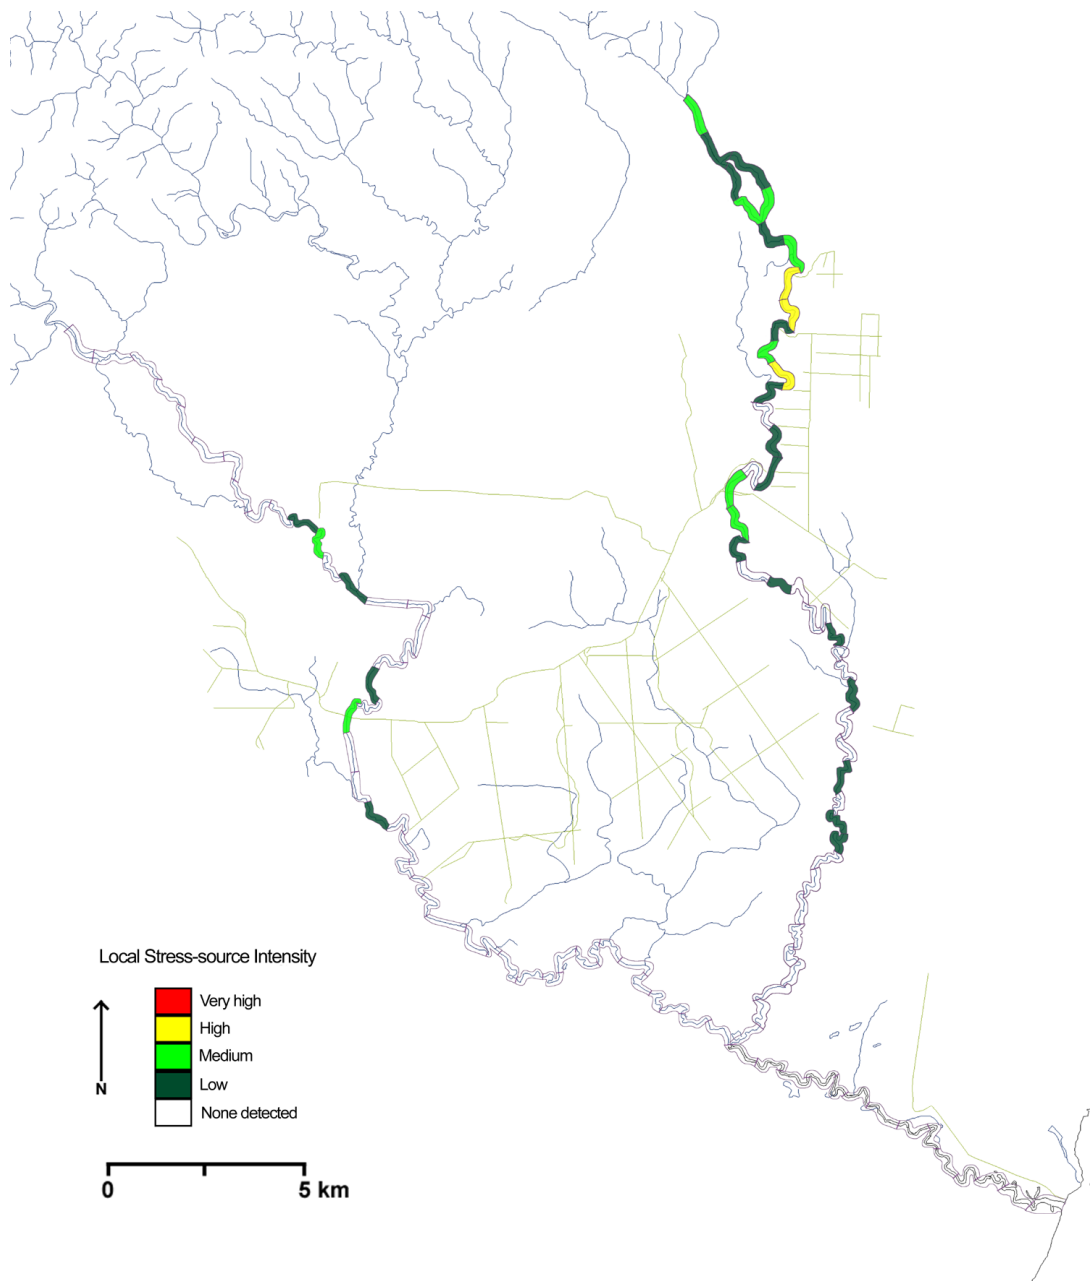 Local Stress-source Intensity
Very high
High
Medium
Low
None detected
N
0 5 km